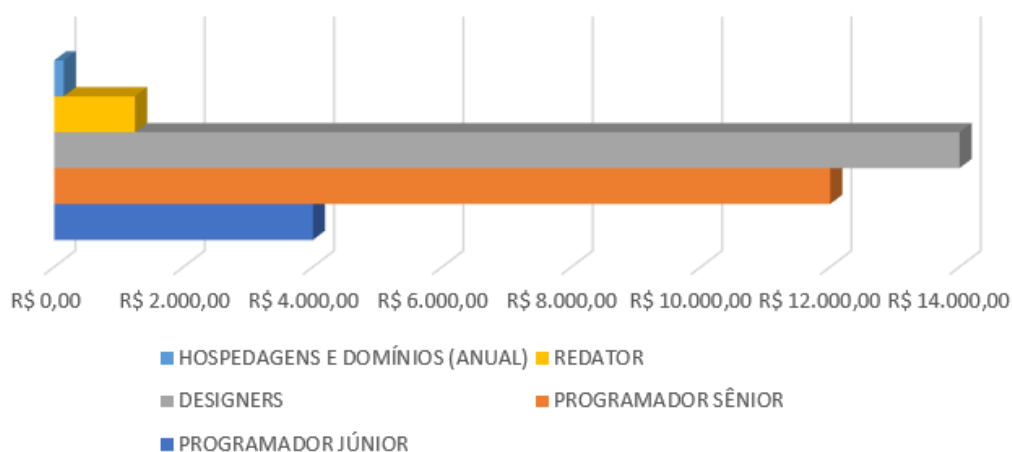 R$ 0,00 R$ 2.000,00 R$ 4.000,00 R$ 6.000,00 R$ 8.000,00 R$ 10.000,00 R$ 12.000,00 R$ 14.000,00
HOSPEDAGENS E DOMÍNIOS (ANUAL) REDATOR
DESIGNERS PROGRAMADOR SÊNIOR
PROGRAMADOR JÚNIOR